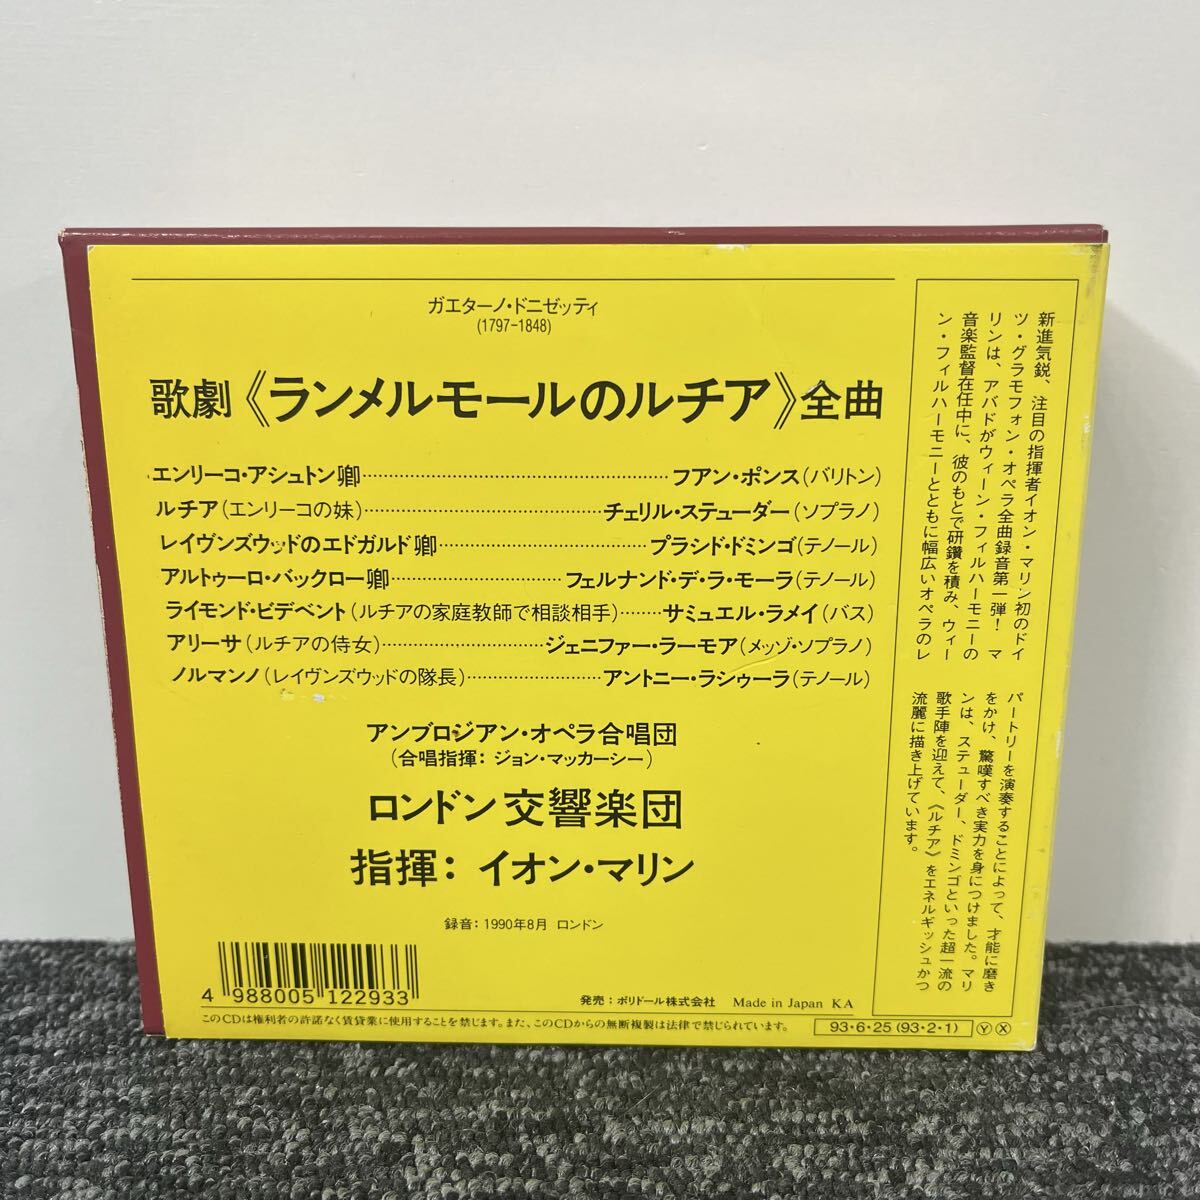 ガエターノ・ドニゼッティ
(1797-1848)
歌劇《ランメルモールのルチア》全曲
エンリーコ・アシュトン卿……フアン・ポンス(バリトン)
ルチア(エンリーコの妹)……チェリル・ステューダー(ソプラノ)
レイヴンズウッドのエドガルド卿……プラシド・ドミンゴ(テノール)
アルトゥーロ・バックロー卿……フェルナンド・デ・ラ・モーラ(テノール)
ライモンド・ビデベント(ルチアの家庭教師で相談相手)……サミュエル・ラメイ(バス)
アリーサ(ルチアの侍女)……ジェニファー・ラーモア(メッゾ・ソプラノ)
ノルマンノ(レイヴンズウッドの隊長)……アントニー・ラシゥーラ(テノール)
アンブロジアン・オペラ合唱団
(合唱指揮：ジョン・マッカーシー)
ロンドン交響楽団
指揮：イオン・マリン
録音：1990年8月 ロンドン
新進気鋭、注目の指揮者イオン・マリン初のドイ
ツ・グラモフォン・オペラ全曲録音第一弾！ マ
リンは、アバドがウィーン・フィルハーモニーの
音楽監督在任中に、彼のもとで研鑽を積み、ウィー
ン・フィルハーモニーとともに幅広いオペラのレ
パートリーを演奏することによって、才能に磨き
をかけ、驚嘆すべき実力を身につけました。マリ
ンは、ステューダー、ドミンゴといった超一流の
歌手陣を迎えて、《ルチア》をエネルギッシュかつ
流麗に描き上げています。
4 988005 122933
発売：ポリドール株式会社 Made in Japan KA
このCDは権利者の許諾なく賃貸業に使用することを禁じます。また、このCDからの無断複製は法律で禁じられています。
93・6・25(93・2・1) Ⓨ Ⓧ